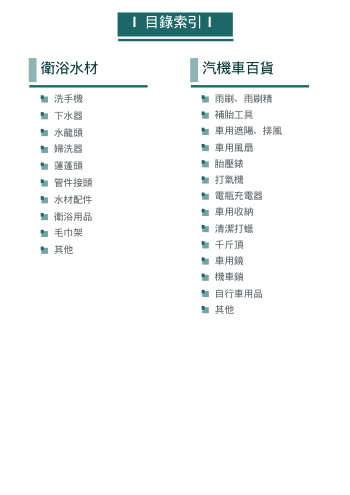 目錄索引
衛浴水材
洗手機
下水器
水龍頭
婦洗器
蓮蓬頭
管件接頭
水材配件
衛浴用品
毛巾架
其他
汽機車百貨
雨刷、雨刷精
補胎工具
車用遮陽、排風
車用風扇
胎壓錶
打氣機
電瓶充電器
車用收納
清潔打蠟
千斤頂
車用鏡
機車鎖
自行車用品
其他